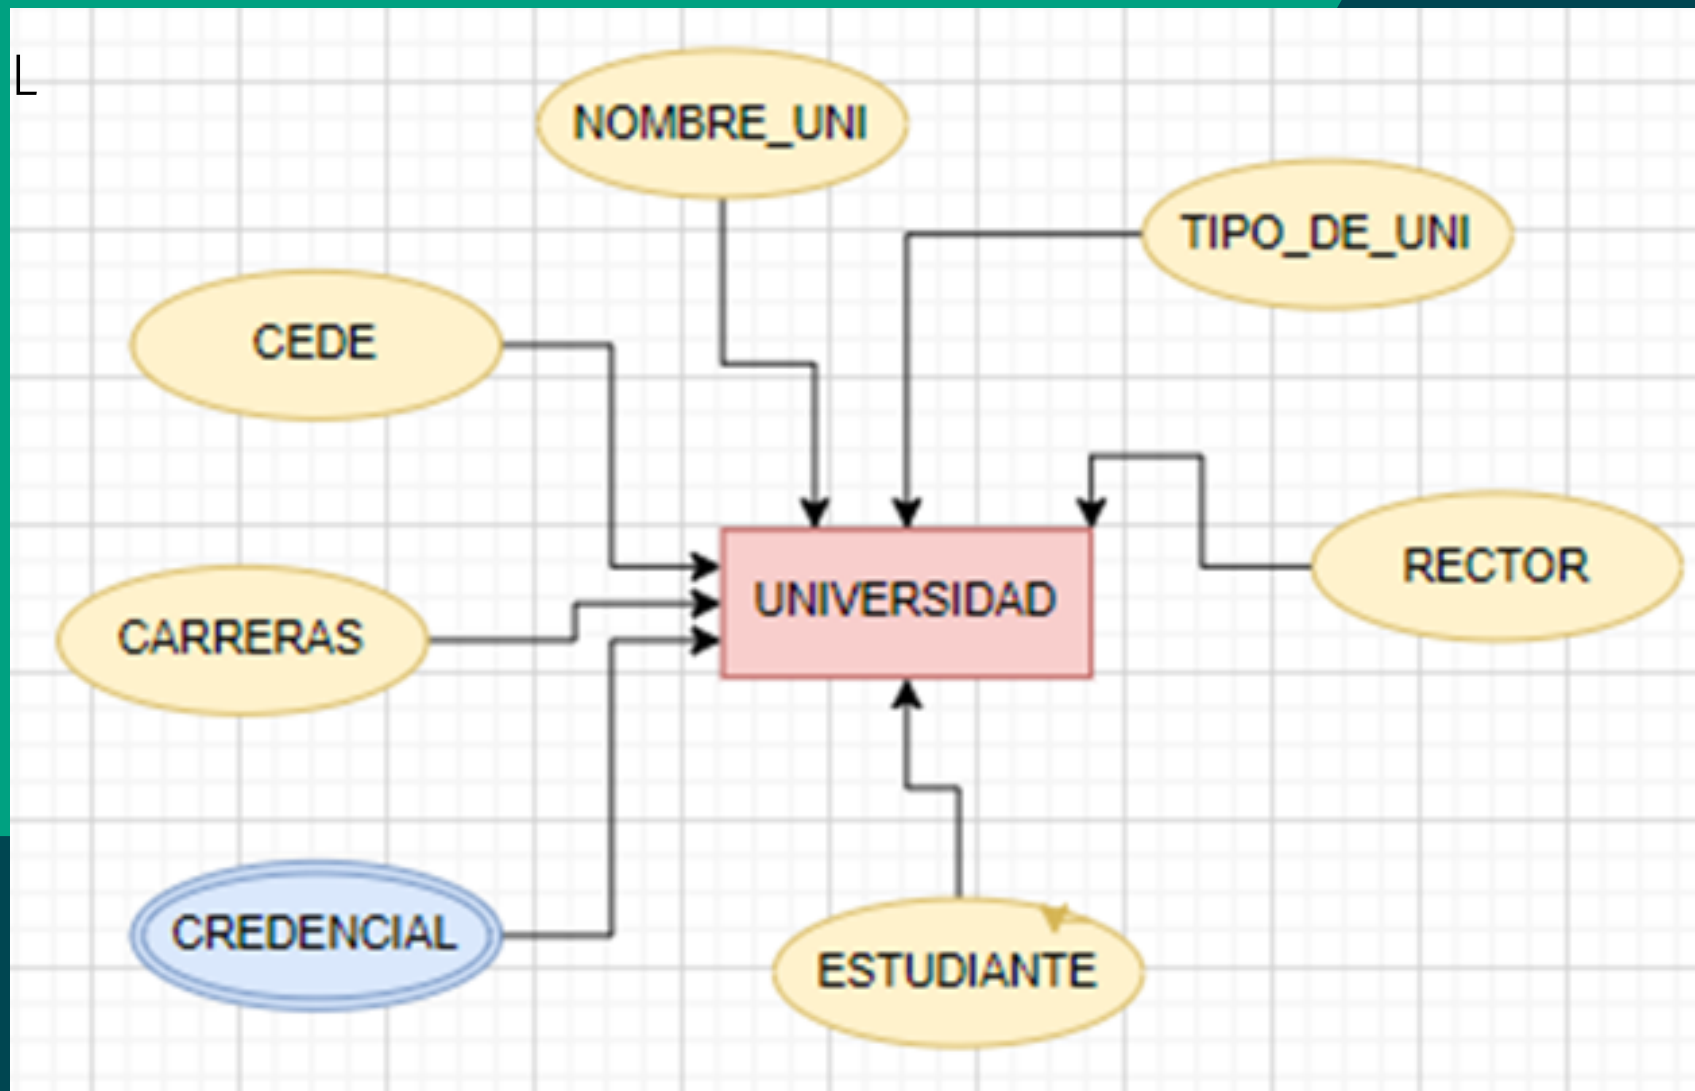 L
NOMBRE_UNI
TIPO_DE_UNI
CEDE
RECTOR
UNIVERSIDAD
CARRERAS
CREDENCIAL
ESTUDIANTE